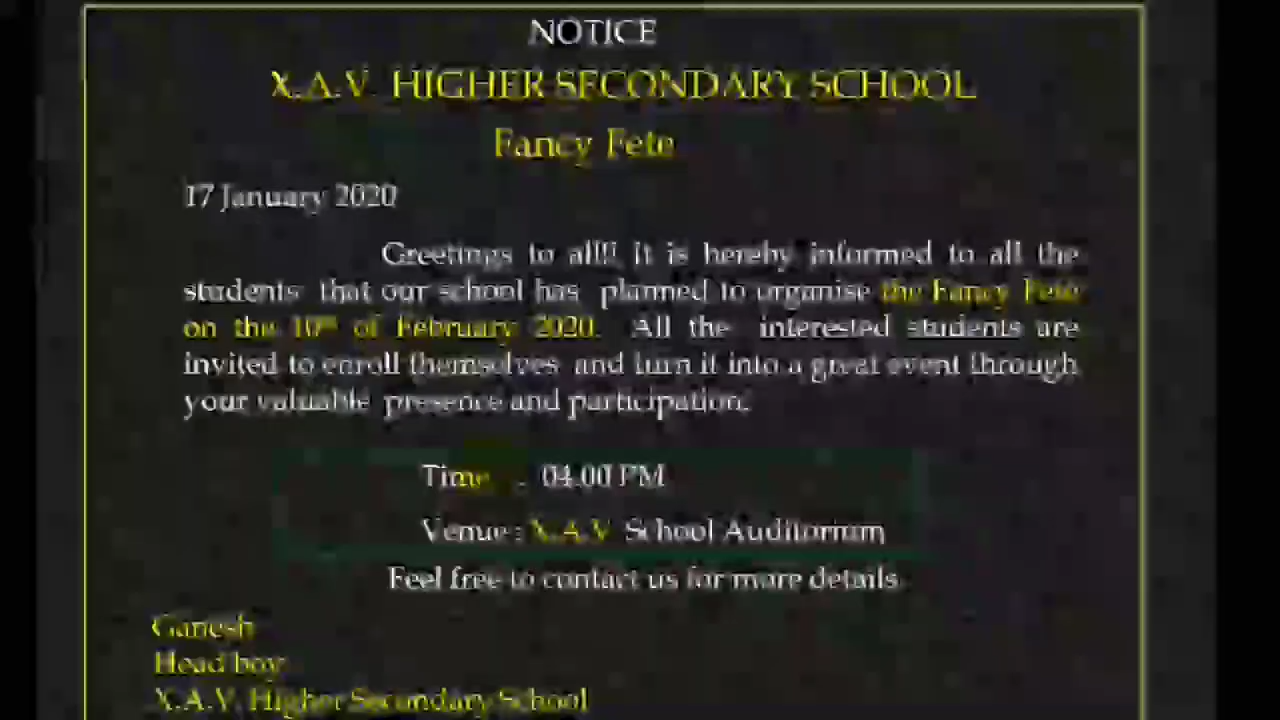 NOTICE
X.A.V. HIGHER SECONDARY SCHOOL
Fancy Fete
17 January 2020
Greetings to all!! it is hereby informed to all the
students that our school has planned to organise the Fancy Fete
on the 10th of February 2020. All the interested students are
invited to enroll themselves and turn it into a great event through
your valuable presence and participation.
Time : 04.00 PM
Venue : X.A.V. School Auditorium
Feel free to contact us for more details
Ganesh
Head boy
X.A.V. Higher Secondary School